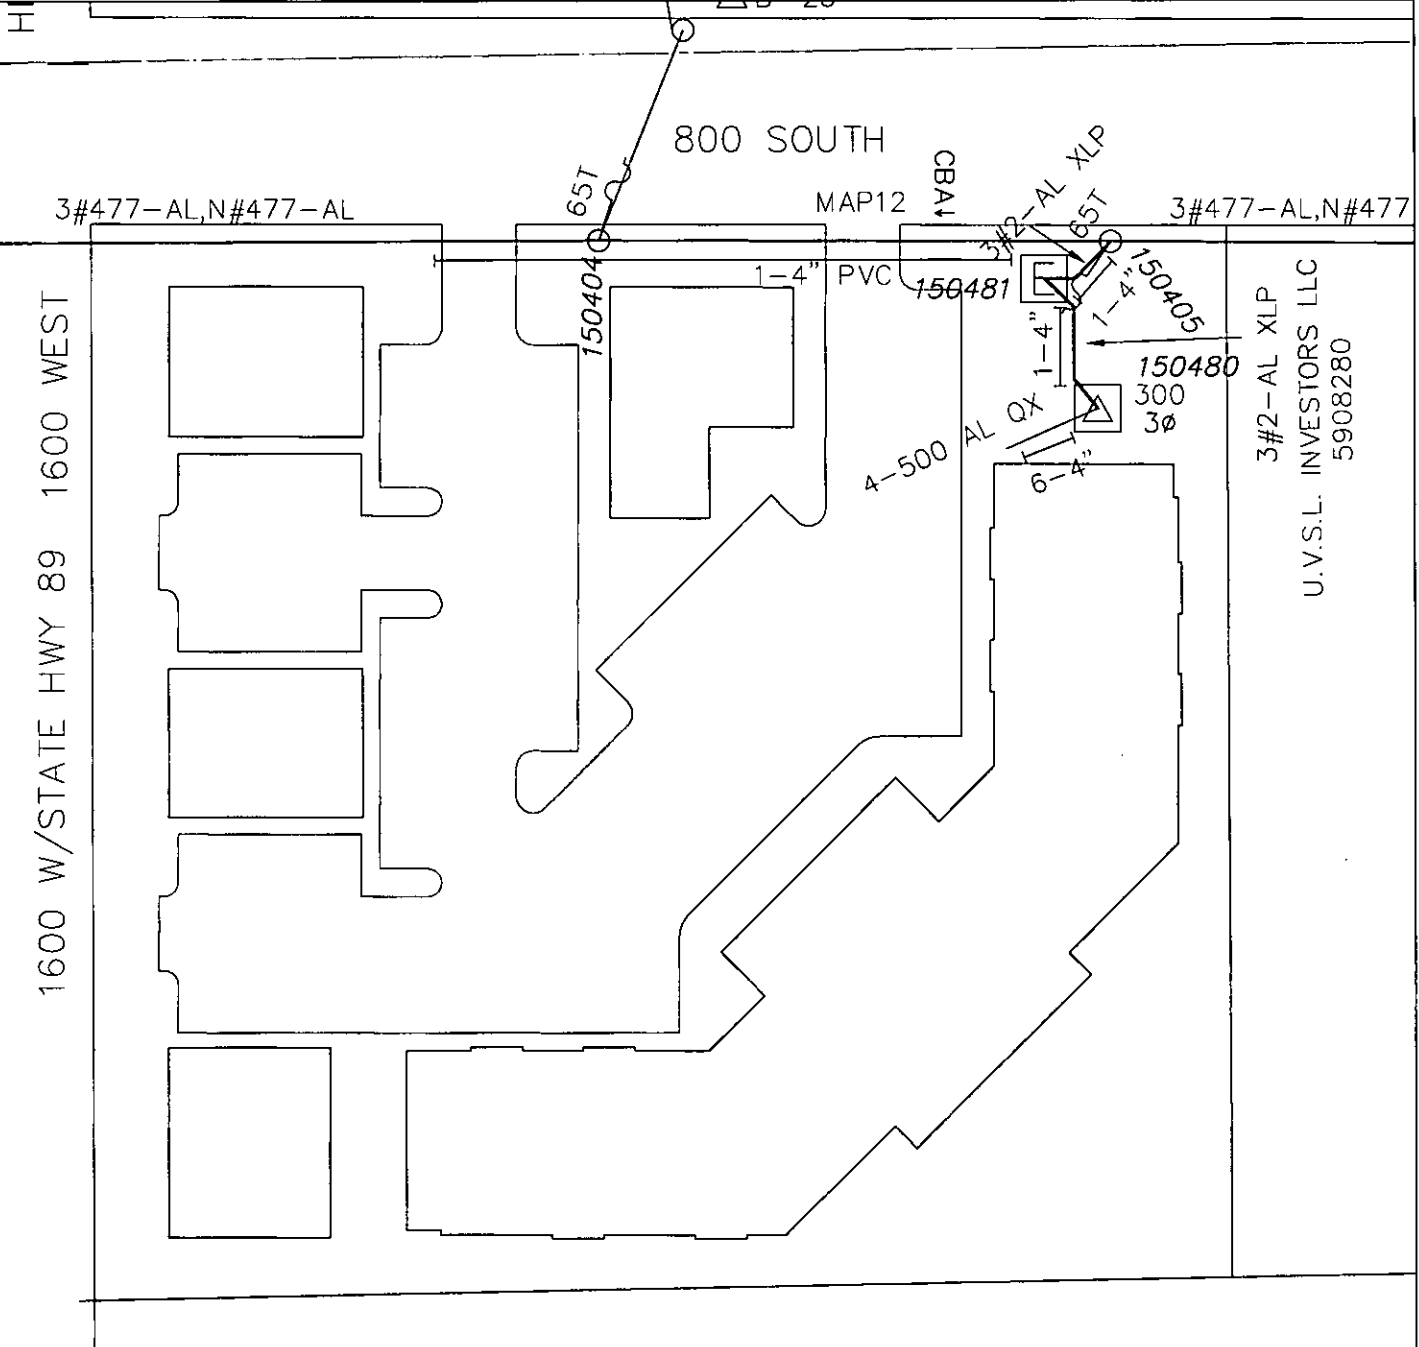 800 SOUTH
3#477-AL,N#477-AL
65T
MAP12
CBA↓
3#2-AL XLP
65T
3#477-AL,N#477
150404
1-4" PVC
150481
E
1-4"
150405
1-4"
150480
300
3ø
4-500 AL QX
6-4"
3#2-AL XLP
U.V.S.L. INVESTORS LLC
5908280
1600 W/STATE HWY 89 1600 WEST